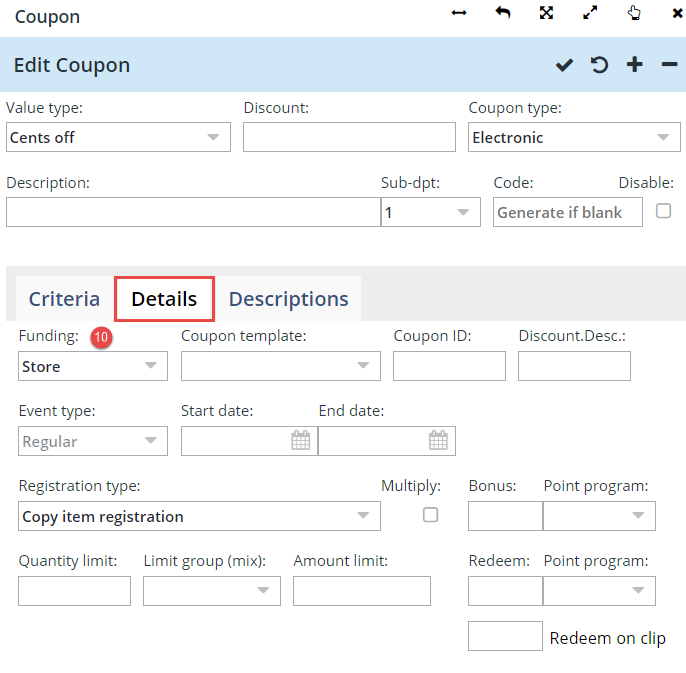 Coupon
Edit Coupon
Value type: Discount: Coupon type:
Cents off Electronic
Description: Sub-dpt: Code: Disable:
1 Generate if blank
Criteria Details Descriptions
Funding: 10 Coupon template: Coupon ID: Discount.Desc.:
Store
Event type: Start date: End date:
Regular
Registration type: Multiply: Bonus: Point program:
Copy item registration
Quantity limit: Limit group (mix): Amount limit: Redeem: Point program:
Redeem on clip